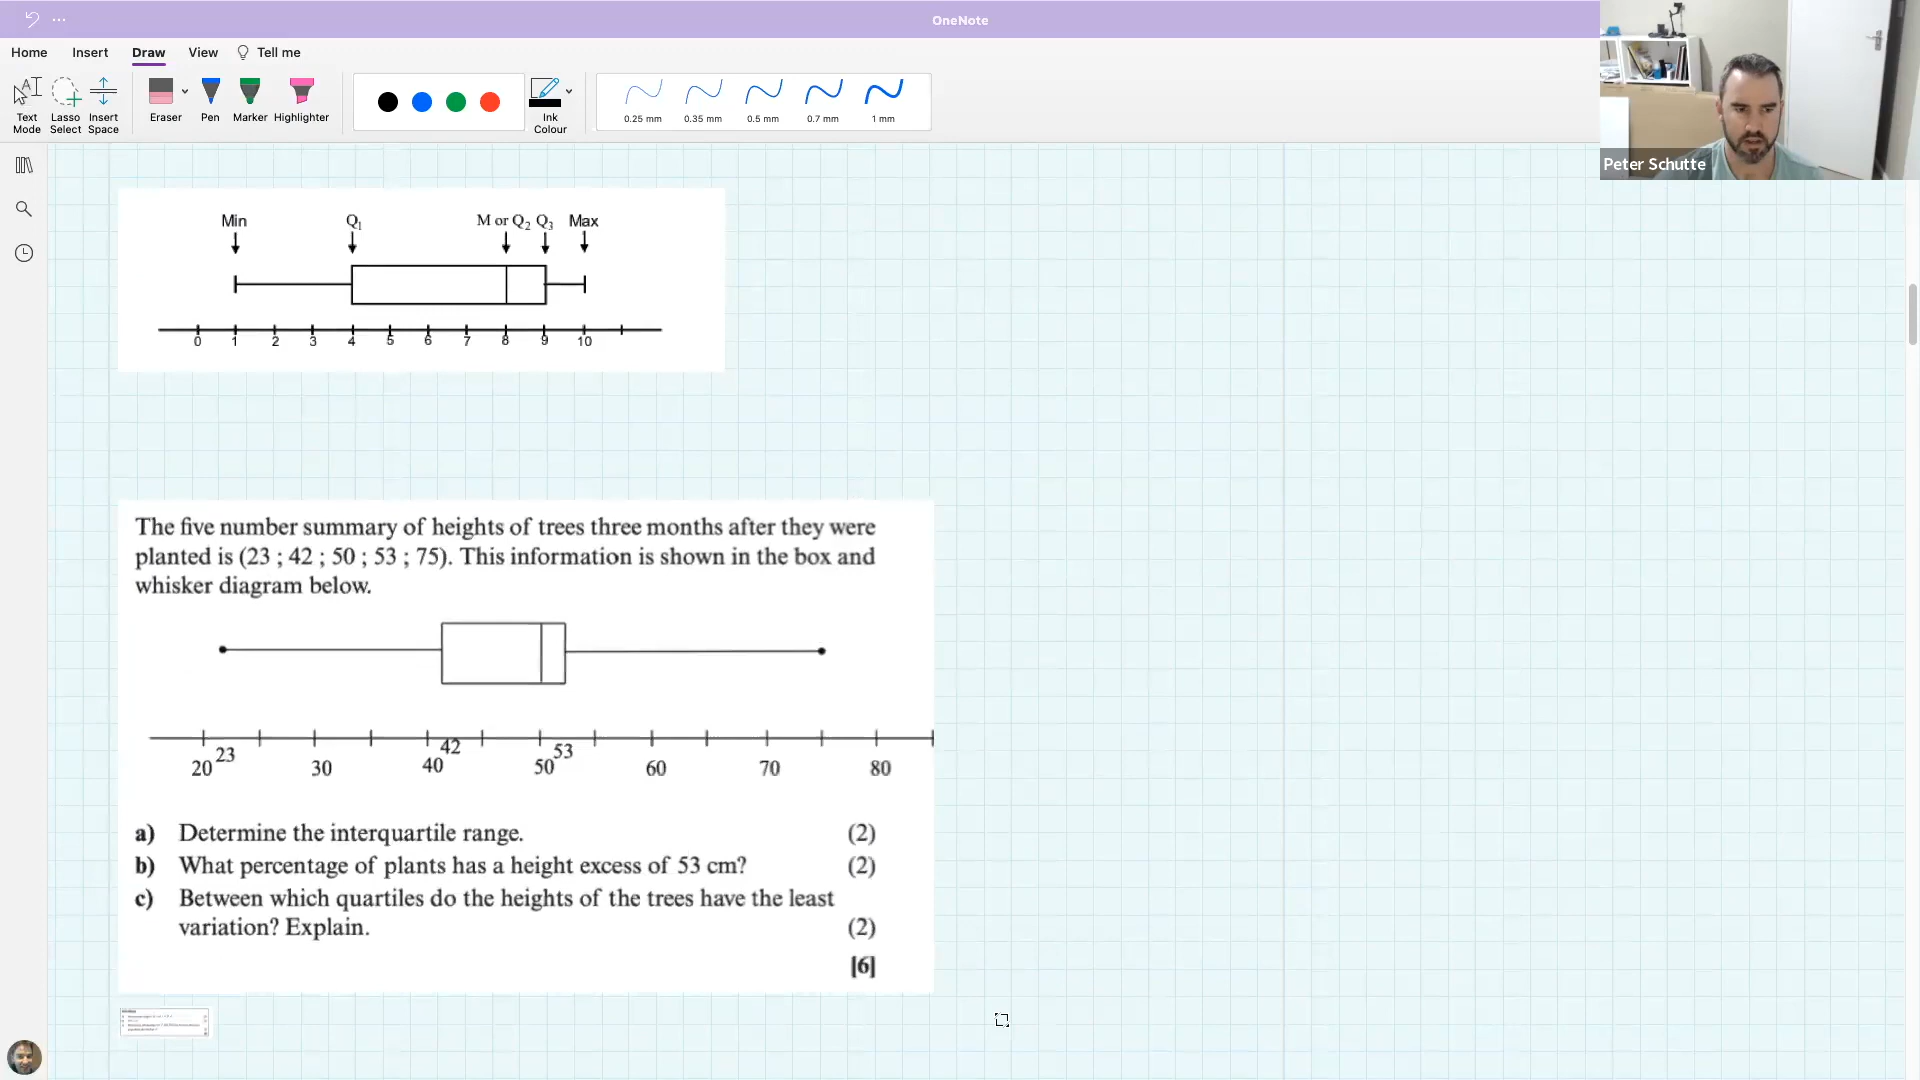 OneNote
Home Insert Draw View Tell me
Text Mode
Lasso Select
Insert Space
Eraser
Pen
Marker
Highlighter
Ink Colour
0.25 mm 0.35 mm 0.5 mm 0.7 mm 1 mm
Peter Schutte
Min Q₁ M or Q₂ Q₃ Max
0 1 2 3 4 5 6 7 8 9 10
The five number summary of heights of trees three months after they were
planted is (23 ; 42 ; 50 ; 53 ; 75). This information is shown in the box and
whisker diagram below.
20 23 30 40 42 50 53 60 70 80
a) Determine the interquartile range. (2)
b) What percentage of plants has a height excess of 53 cm? (2)
c) Between which quartiles do the heights of the trees have the least
variation? Explain. (2)
[6]